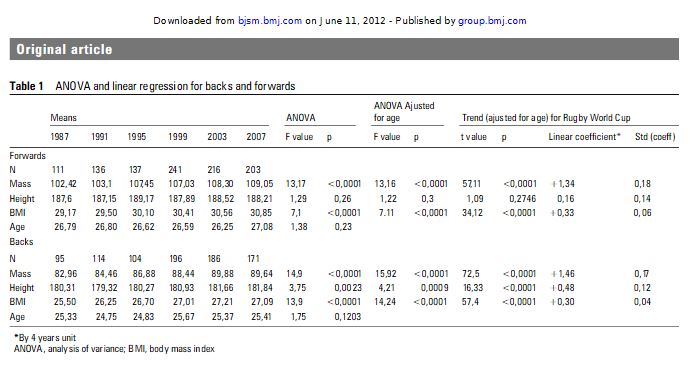 Downloaded from bjsm.bmj.com on June 11, 2012 - Published by group.bmj.com
Original article
Table 1 ANOVA and linear regression for backs and forwards
Means ANOVA ANOVA Adjusted for age Trend (ajusted for age) for Rugby World Cup
1987 1991 1995 1999 2003 2007 F value p F value p t value p Linear coefficient* Std (coeff)
Forwards
N 111 136 137 241 216 203
Mass 102,42 103,1 107,45 107,03 108,30 109,05 13,17 <0,0001 13,16 <0,0001 57,11 <0,0001 +1,34 0,18
Height 187,6 187,15 189,17 187,89 188,52 188,21 1,29 0,26 1,22 0,3 1,09 0,2746 0,16 0,14
BMI 29,17 29,50 30,10 30,41 30,56 30,85 7,1 <0,0001 7.11 <0,0001 34,12 <0,0001 +0,33 0,06
Age 26,79 26,80 26,62 26,59 26,25 27,08 1,38 0,23
Backs
N 95 114 104 196 186 171
Mass 82,96 84,46 86,88 88,44 89,88 89,64 14,9 <0,0001 15,92 <0,0001 72,5 <0,0001 +1,46 0,17
Height 180,31 179,32 180,27 180,93 181,66 181,84 3,75 0,0023 4,21 0,0009 16,33 <0,0001 +0,48 0,12
BMI 25,50 26,25 26,70 27,01 27,21 27,09 13,9 <0,0001 14,24 <0,0001 57,4 <0,0001 +0,30 0,04
Age 25,33 24,75 24,83 25,67 25,37 25,41 1,75 0,1203
*By 4 years unit
ANOVA, analysis of variance; BMI, body mass index